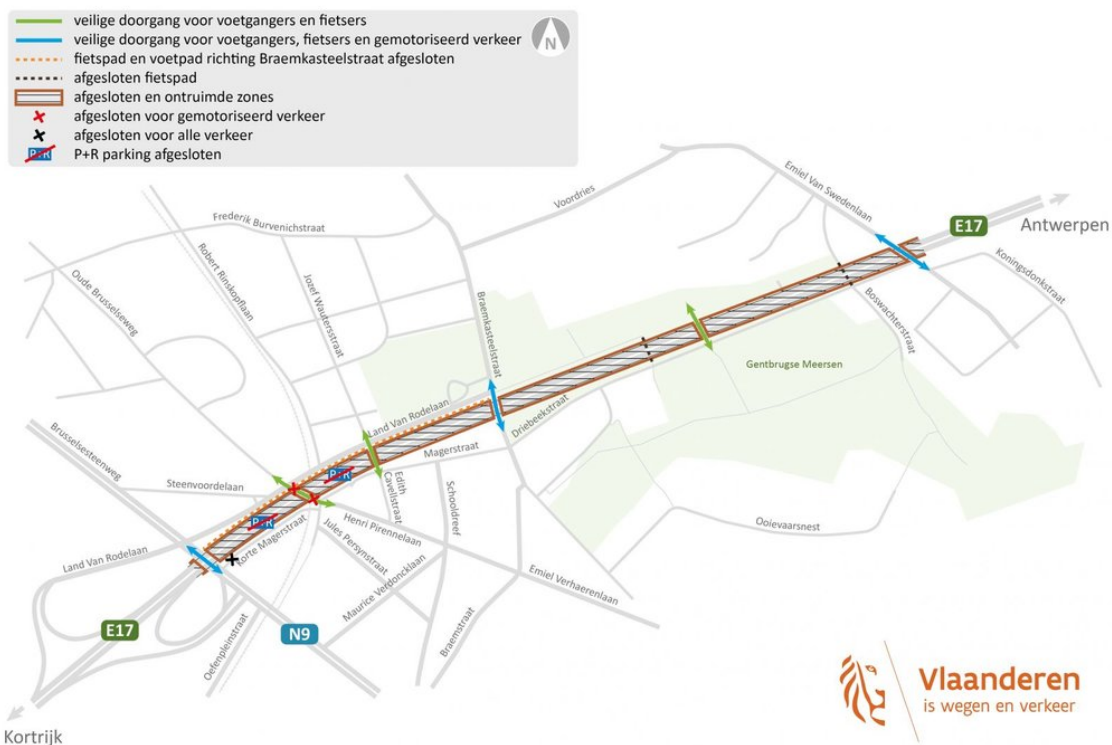 veilige doorgang voor voetgangers en fietsers
veilige doorgang voor voetgangers, fietsers en gemotoriseerd verkeer
fietspad en voetpad richting Braemkasteelstraat afgesloten
afgesloten fietspad
afgesloten en ontruimde zones
afgesloten voor gemotoriseerd verkeer
afgesloten voor alle verkeer
P+R P+R parking afgesloten
N
Emiel Van Swedenlaan
Voordries
E17
Antwerpen
Frederik Burvenichstraat
Robert Rinskopflaan
Oude Brusselseweg
Jozef Wautersstraat
Braemkasteelstraat
Koningsdonkstraat
Boswachterstraat
Gentbrugse Meersen
Land Van Rodelaan
Driebeekstraat
Magerstraat
Brusselsesteenweg
Steenvoordelaan
P+R
P+R
Edith
Cavellstraat
Schooldreef
Henri Pirennelaan
Ooievaarsnest
Korte Magerstraat
Jules Persynstraat
Land Van Rodelaan
Maurice Verdoncklaan
Emiel Verhaerenlaan
Braemstraat
Oefenpleinstraat
E17
N9
Kortrijk
Vlaanderen
is wegen en verkeer